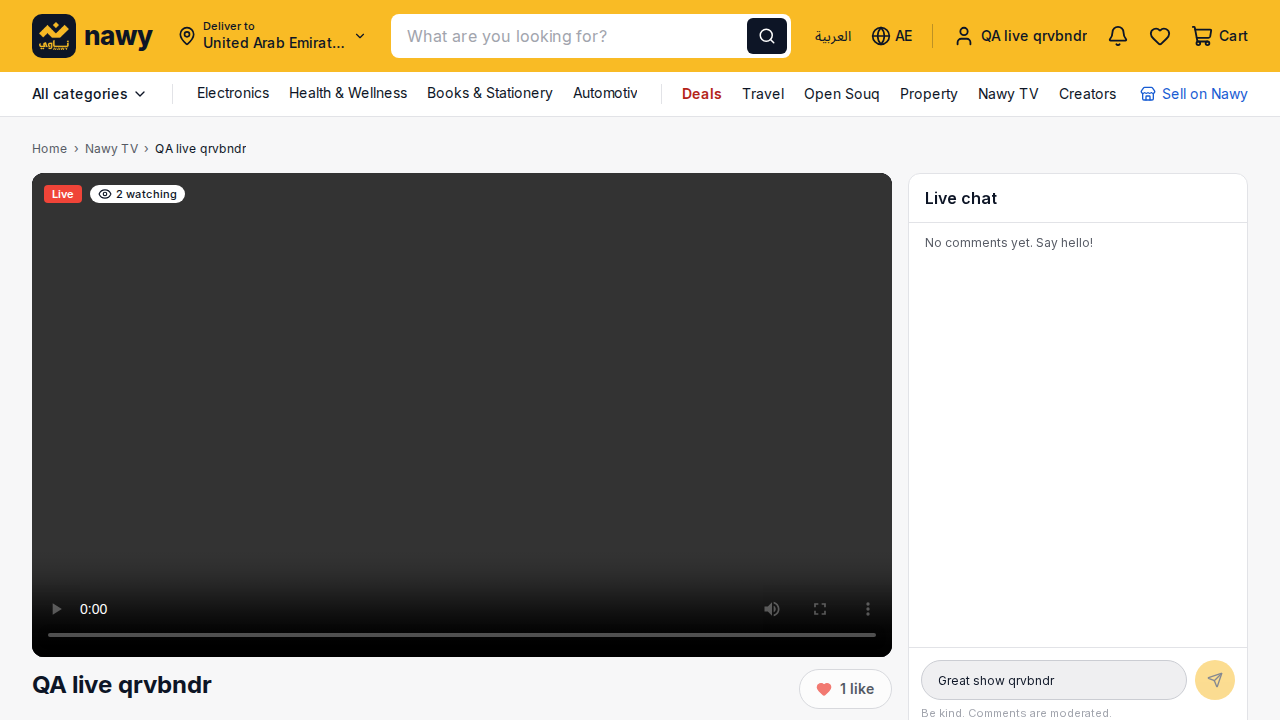 ناوي
nawy
Deliver to
United Arab Emirat...
What are you looking for?
العربية
AE
QA live qrvbndr
Cart
All categories
Electronics
Health & Wellness
Books & Stationery
Automotiv
Deals
Travel
Open Souq
Property
Nawy TV
Creators
Sell on Nawy
Home › Nawy TV › QA live qrvbndr
Live
2 watching
Live chat
No comments yet. Say hello!
0:00
QA live qrvbndr
1 like
Great show qrvbndr
Be kind. Comments are moderated.